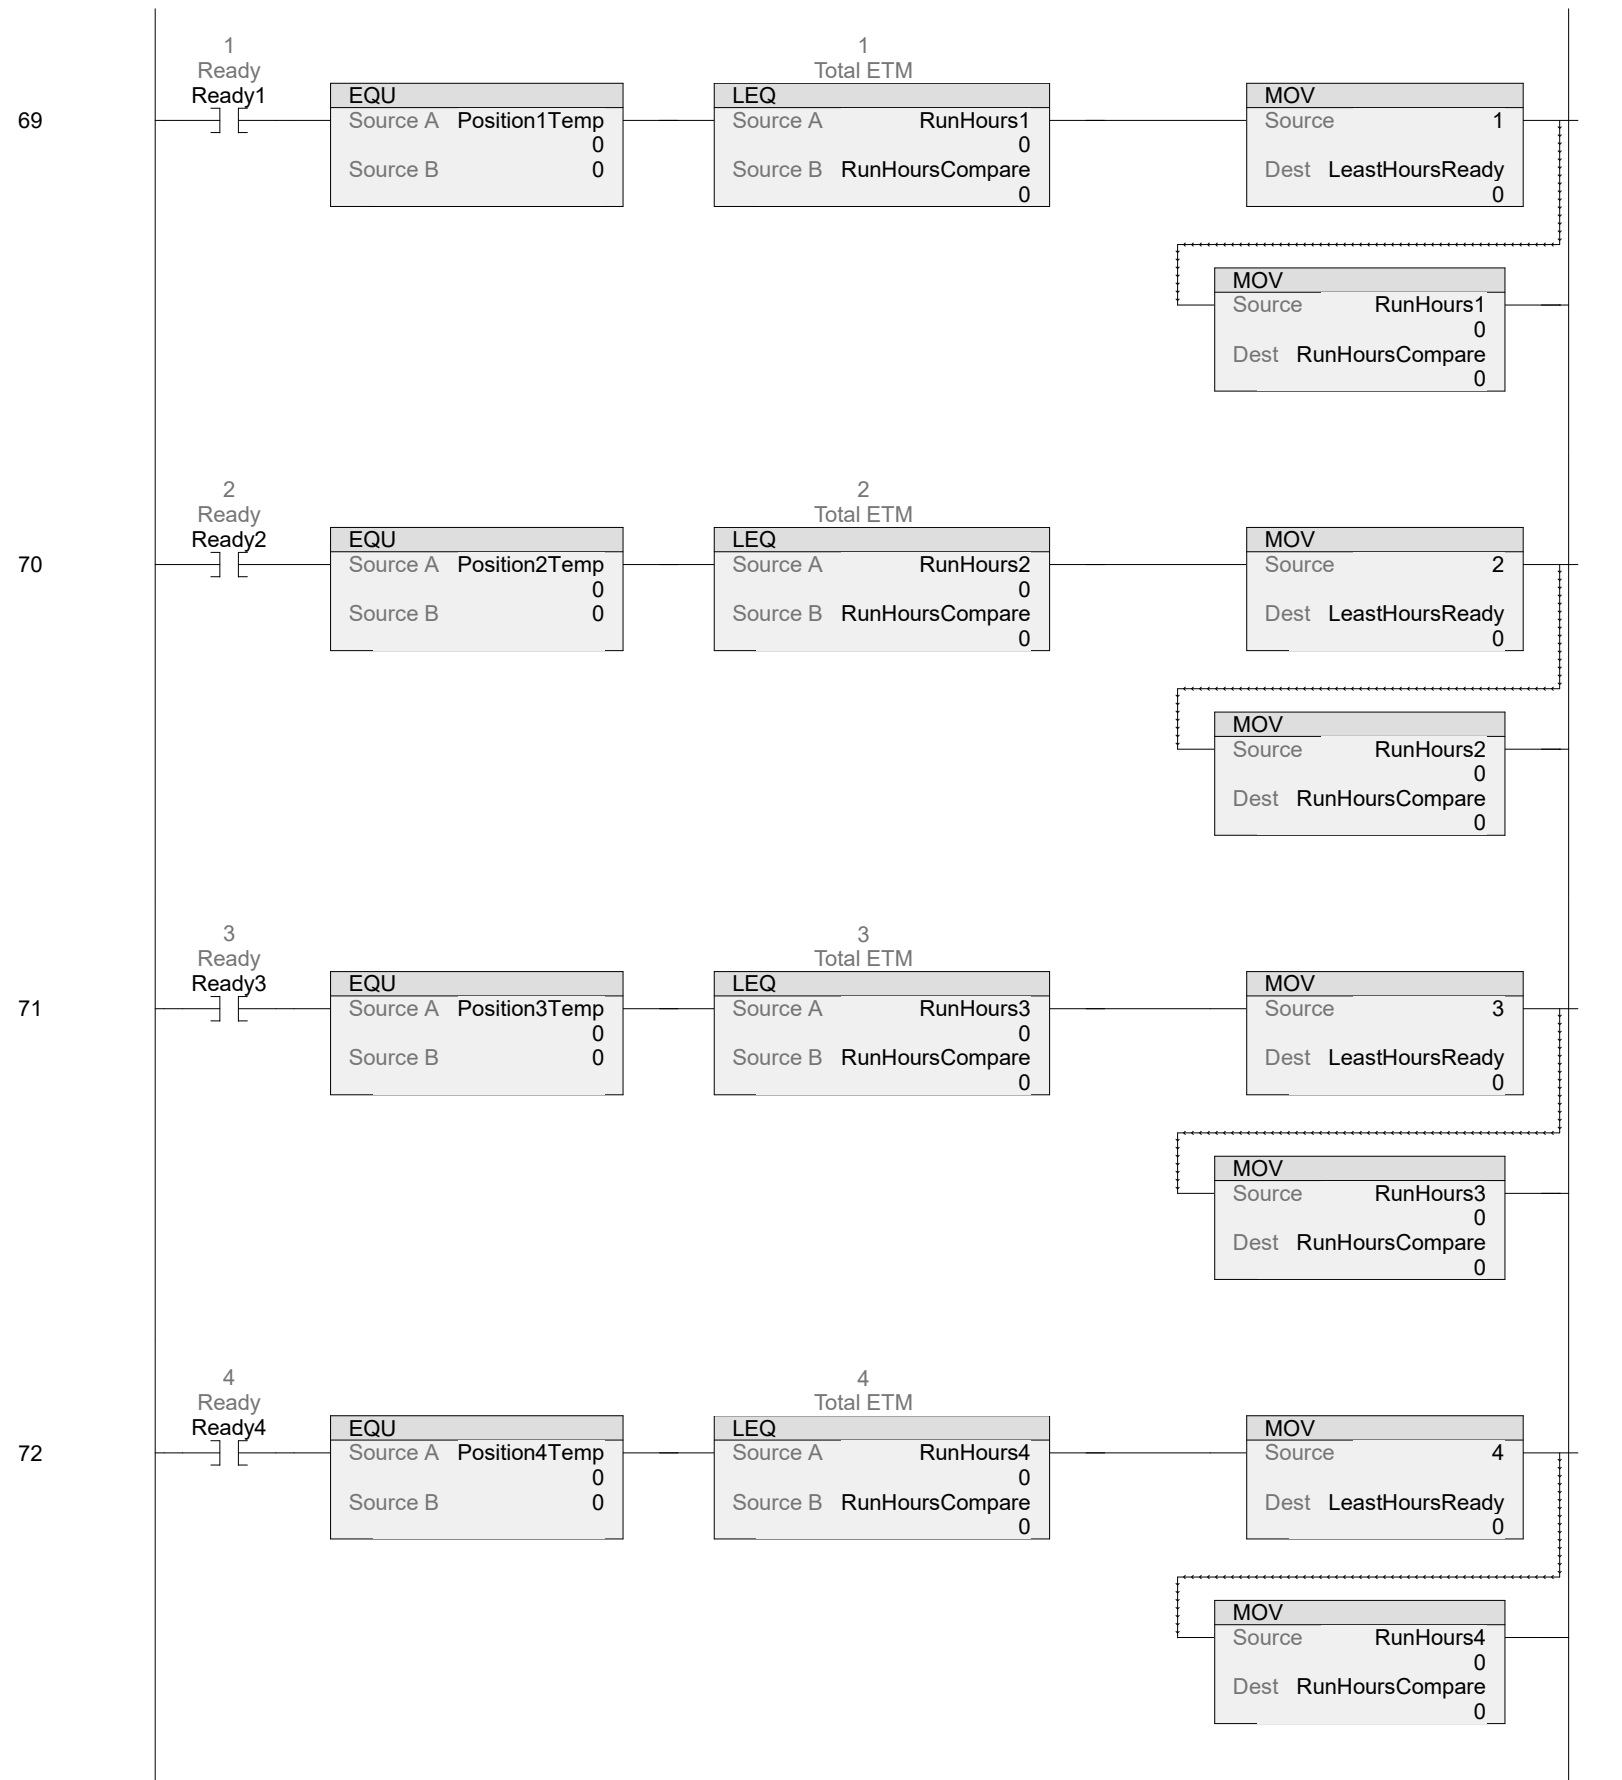 1
Ready
Ready1
1
Total ETM
69
EQU
Source A Position1Temp
0
Source B 0
LEQ
Source A RunHours1
0
Source B RunHoursCompare
0
MOV
Source 1
Dest LeastHoursReady
0
MOV
Source RunHours1
0
Dest RunHoursCompare
0
2
Ready
Ready2
2
Total ETM
70
EQU
Source A Position2Temp
0
Source B 0
LEQ
Source A RunHours2
0
Source B RunHoursCompare
0
MOV
Source 2
Dest LeastHoursReady
0
MOV
Source RunHours2
0
Dest RunHoursCompare
0
3
Ready
Ready3
3
Total ETM
71
EQU
Source A Position3Temp
0
Source B 0
LEQ
Source A RunHours3
0
Source B RunHoursCompare
0
MOV
Source 3
Dest LeastHoursReady
0
MOV
Source RunHours3
0
Dest RunHoursCompare
0
4
Ready
Ready4
4
Total ETM
72
EQU
Source A Position4Temp
0
Source B 0
LEQ
Source A RunHours4
0
Source B RunHoursCompare
0
MOV
Source 4
Dest LeastHoursReady
0
MOV
Source RunHours4
0
Dest RunHoursCompare
0